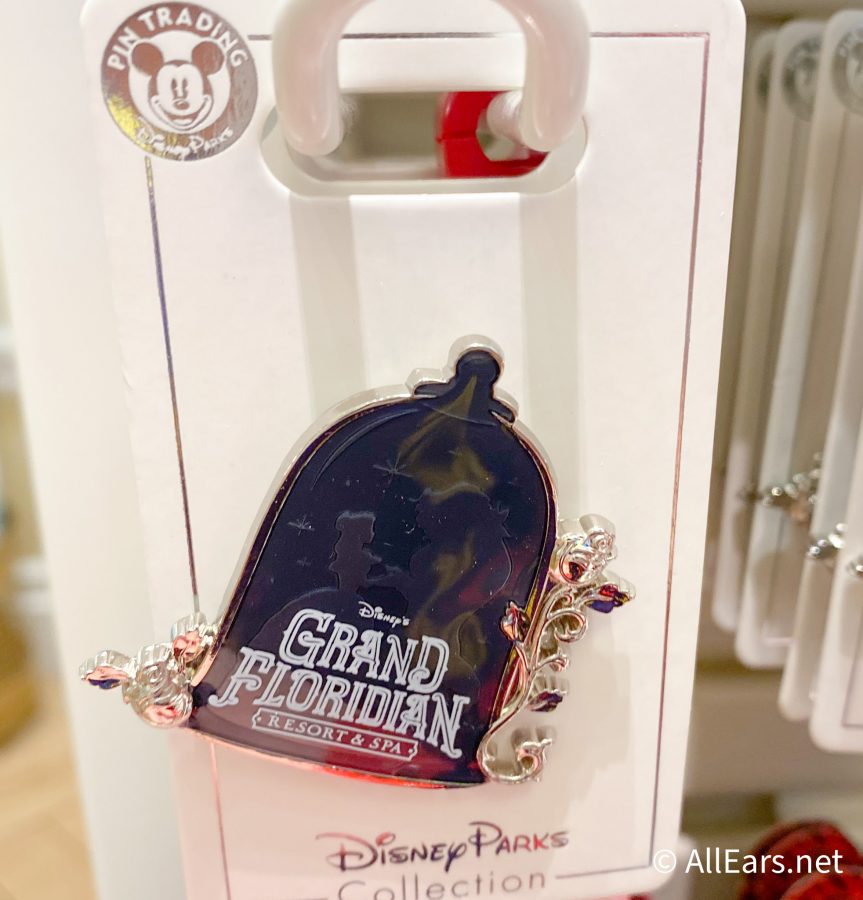 PIN TRADING
Disney Parks
Disney's
GRAND
FLORIDIAN
RESORT & SPA
Disney Parks
Collection
© AllEars.net